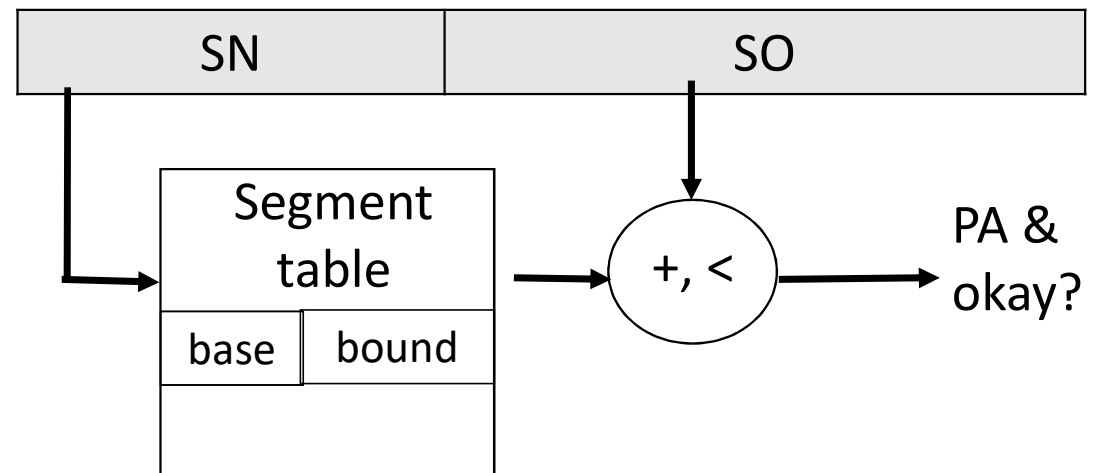 SN
SO
Segment
table
base
bound
+, <
PA &
okay?